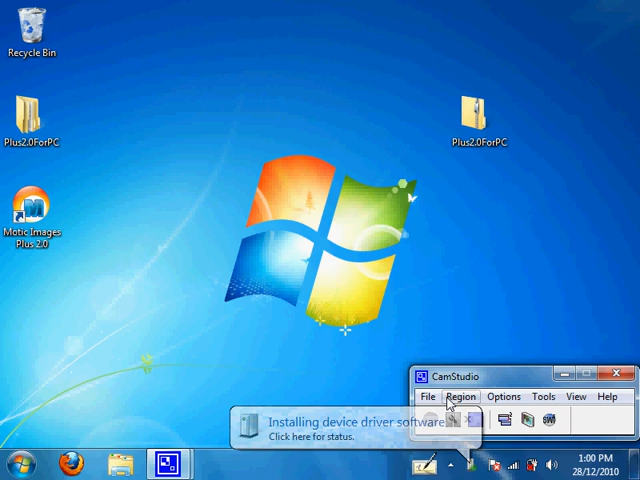 Recycle Bin
Plus2.0ForPC
Plus2.0ForPC
M
Motic Images
Plus 2.0
CamStudio
File Region Options Tools View Help
Installing device driver software
Click here for status.
SWF
1:00 PM
28/12/2010